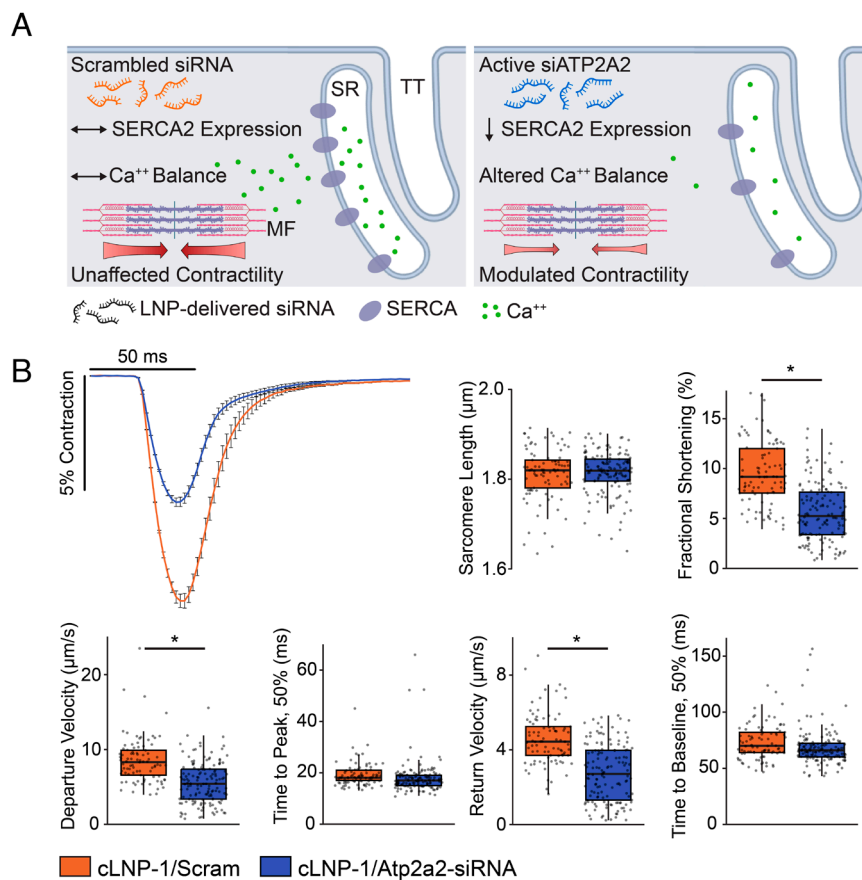 A
Scrambled siRNA
SERCA2 Expression
Ca⁺⁺ Balance
MF
Unaffected Contractility
SR
TT
Active siATP2A2
SERCA2 Expression
Altered Ca⁺⁺ Balance
Modulated Contractility
LNP-delivered siRNA
SERCA
Ca⁺⁺
B
50 ms
5% Contraction
Sarcomere Length (μm)
2.0
1.8
1.6
Fractional Shortening (%)
15
10
5
0
*
Departure Velocity (μm/s)
20
10
0
*
Time to Peak, 50% (ms)
60
40
20
0
Return Velocity (μm/s)
8
4
0
*
Time to Baseline, 50% (ms)
150
100
50
0
cLNP-1/Scram
cLNP-1/Atp2a2-siRNA